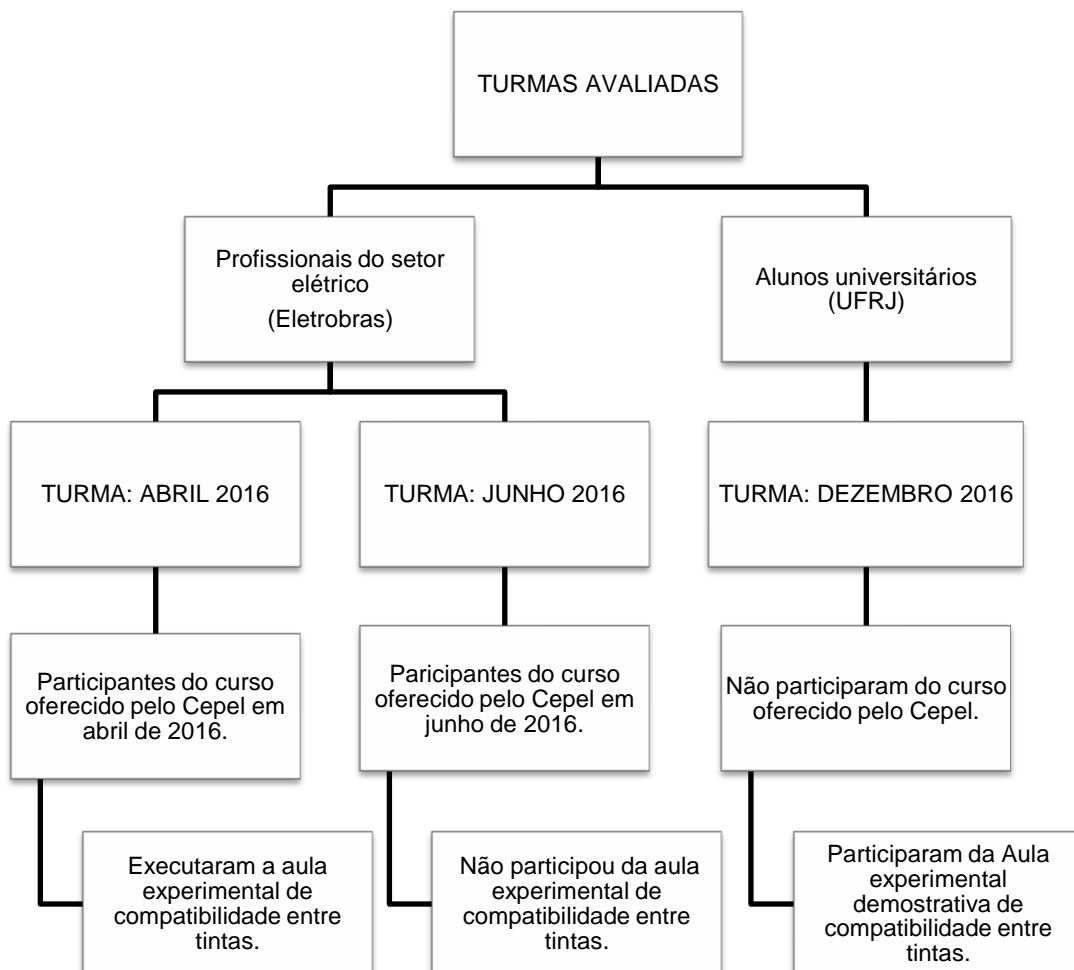 TURMAS AVALIADAS
Profissionais do setor
elétrico
(Eletrobras)
Alunos universitários
(UFRJ)
TURMA: ABRIL 2016
TURMA: JUNHO 2016
TURMA: DEZEMBRO 2016
Participantes do curso
oferecido pelo Cepel em
abril de 2016.
Paricipantes do curso
oferecido pelo Cepel em
junho de 2016.
Não participaram do curso
oferecido pelo Cepel.
Executaram a aula
experimental de
compatibilidade entre
tintas.
Não participou da aula
experimental de
compatibilidade entre
tintas.
Participaram da Aula
experimental
demostrativa de
compatibilidade entre
tintas.